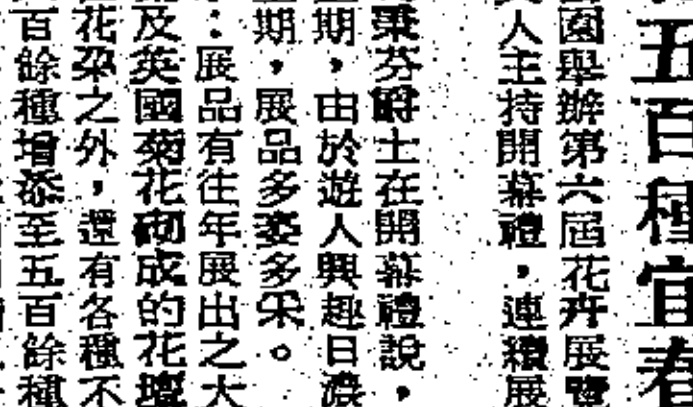 五百種宜春
園舉辦第六屆花卉展覽
人主持開幕禮，連續展
秉芬爵士在開幕禮說，
期，由於遊人興趣日濃
期，展品多姿多采。
：展品有往年展出之大
及英國菊花砌成的花壇
花朶之外，還有各種不
百餘種增添至五百餘種